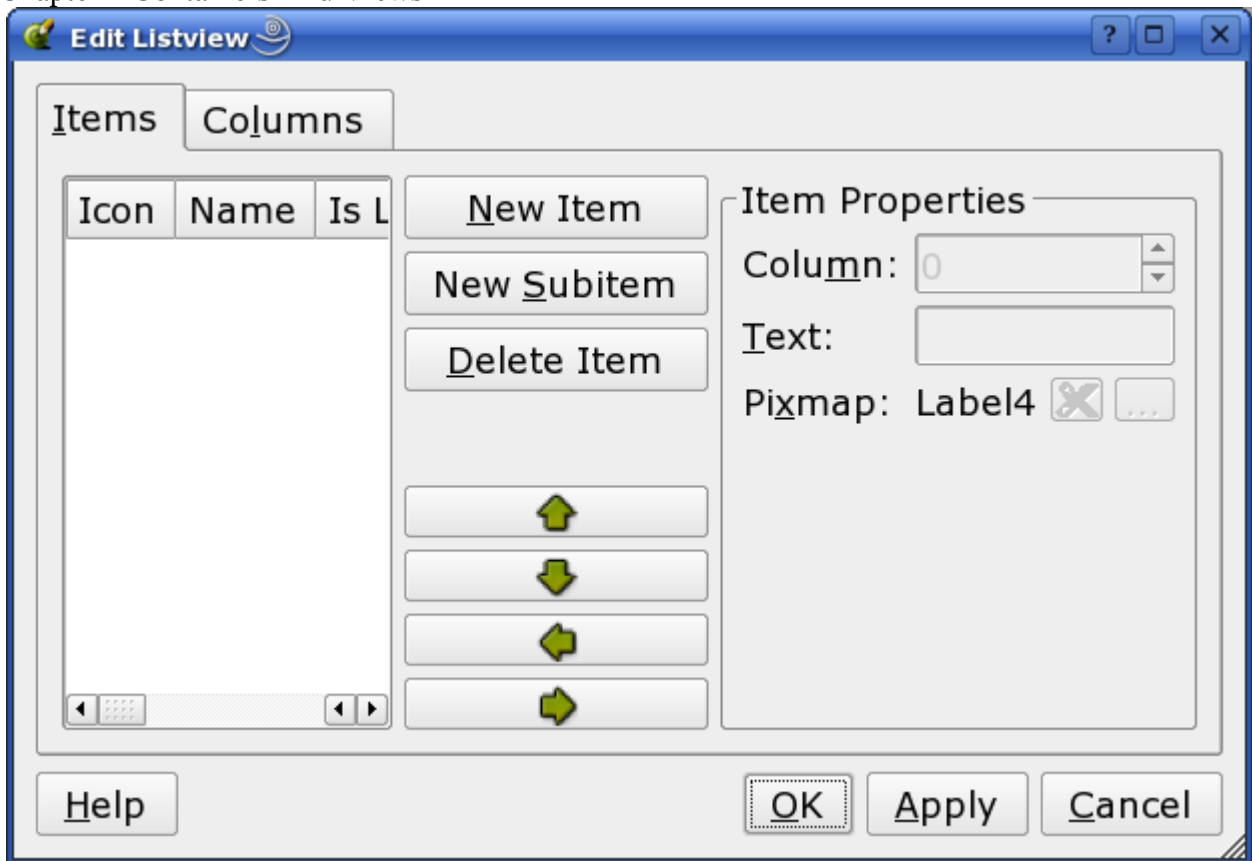 Edit Listview
Items Columns
Icon Name Is L
New Item
New Subitem
Delete Item
Item Properties
Column: 0
Text:
Pixmap: Label4 ...
Help OK Apply Cancel